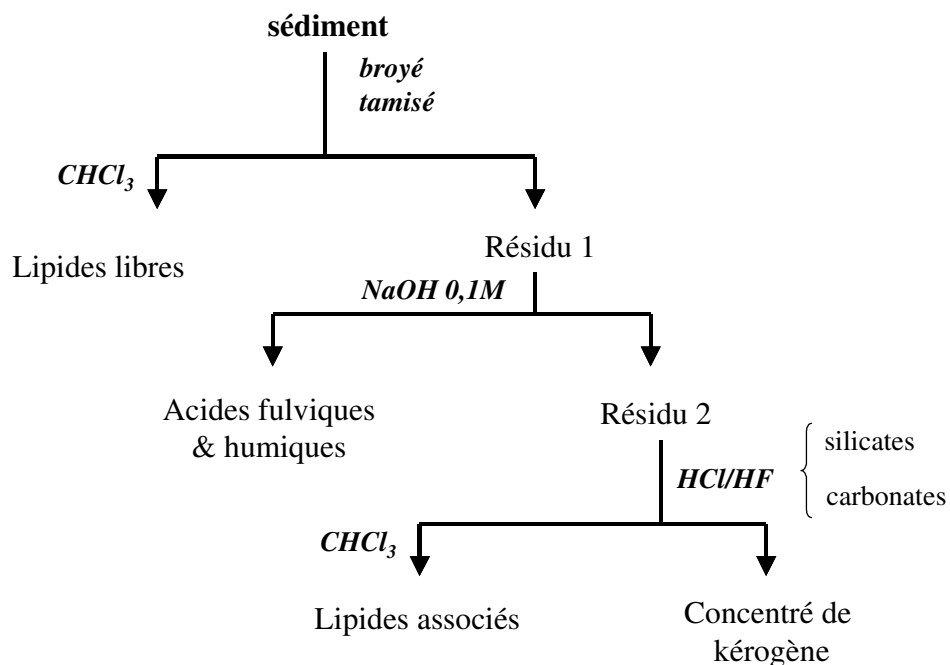 sédiment
broyé
tamisé
CHCl₃
Lipides libres
Résidu 1
NaOH 0,1M
Acides fulviques
& humiques
Résidu 2
HCl/HF
silicates
carbonates
CHCl₃
Lipides associés
Concentré de
kérogène